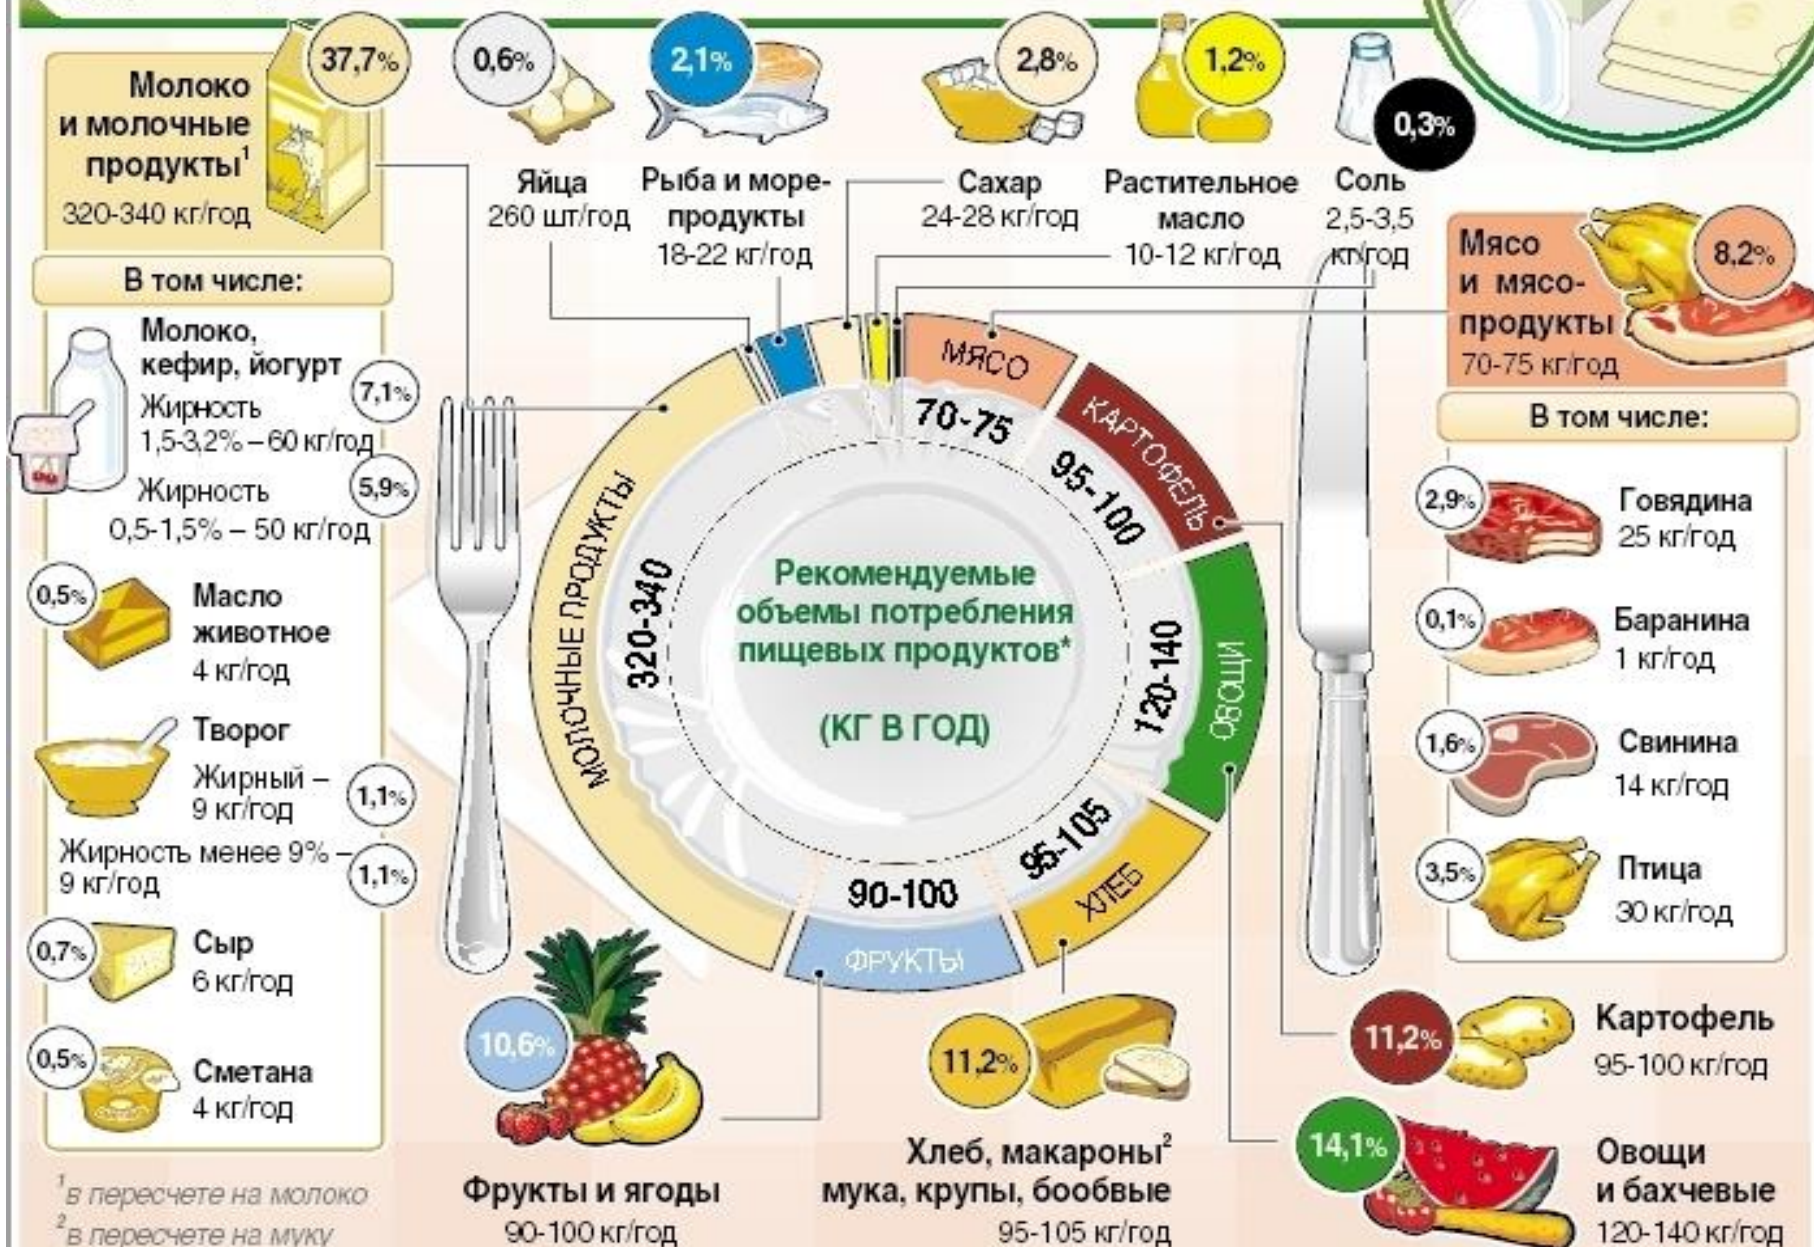 Молоко
и молочные
продукты¹
320-340 кг/год
37,7%
0,6%
Яйца
260 шт/год
2,1%
Рыба и море-
продукты
18-22 кг/год
2,8%
Сахар
24-28 кг/год
1,2%
Растительное
масло
10-12 кг/год
0,3%
Соль
2,5-3,5
кг/год
Мясо
и мясо-
продукты
70-75 кг/год
8,2%
В том числе:
Молоко,
кефир, йогурт
Жирность
1,5-3,2% – 60 кг/год
7,1%
Жирность
0,5-1,5% – 50 кг/год
5,9%
0,5%
Масло
животное
4 кг/год
Творог
Жирный –
9 кг/год
1,1%
Жирность менее 9% –
9 кг/год
1,1%
0,7%
Сыр
6 кг/год
0,5%
Сметана
4 кг/год
¹в пересчете на молоко
²в пересчете на муку
МЯСО
70-75
КАРТОФЕЛЬ
95-100
ОВОЩИ
120-140
ХЛЕБ
95-105
ФРУКТЫ
90-100
МОЛОЧНЫЕ ПРОДУКТЫ
320-340
Рекомендуемые
объемы потребления
пищевых продуктов*
(КГ В ГОД)
В том числе:
2,9%
Говядина
25 кг/год
0,1%
Баранина
1 кг/год
1,6%
Свинина
14 кг/год
3,5%
Птица
30 кг/год
10,6%
Фрукты и ягоды
90-100 кг/год
11,2%
Хлеб, макароны²
мука, крупы, бообвые
95-105 кг/год
11,2%
Картофель
95-100 кг/год
14,1%
Овощи
и бахчевые
120-140 кг/год